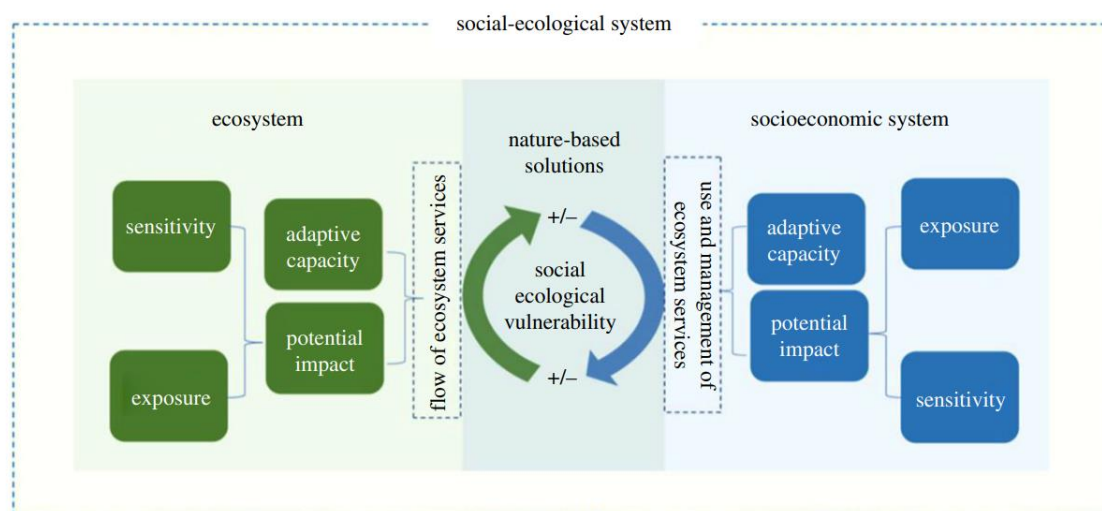 social-ecological system
ecosystem
sensitivity
exposure
adaptive
capacity
potential
impact
flow of ecosystem services
nature-based
solutions
+/–
social
ecological
vulnerability
+/–
use and management of
ecosystem services
socioeconomic system
adaptive
capacity
potential
impact
exposure
sensitivity